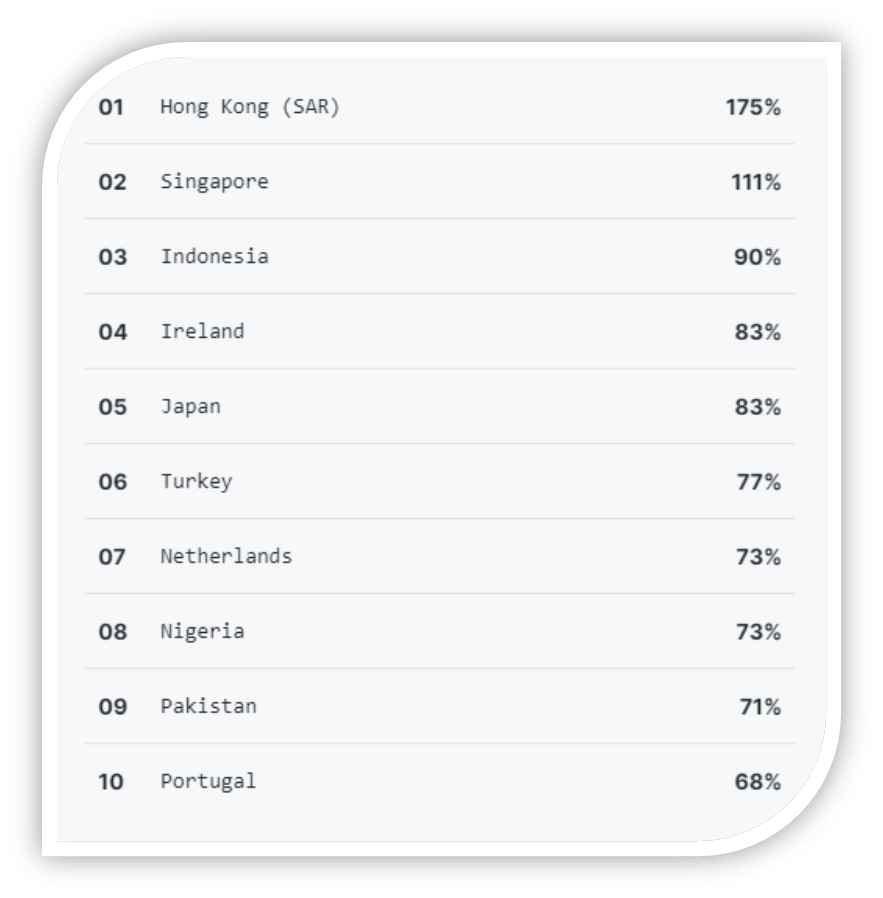 01 Hong Kong (SAR) 175%
02 Singapore 111%
03 Indonesia 90%
04 Ireland 83%
05 Japan 83%
06 Turkey 77%
07 Netherlands 73%
08 Nigeria 73%
09 Pakistan 71%
10 Portugal 68%